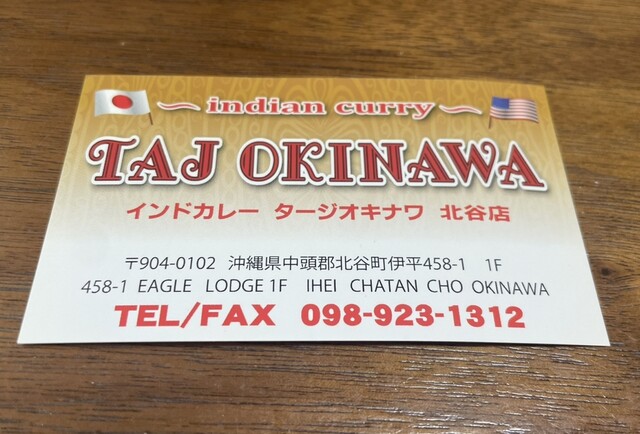 ~ indian curry ~
TAJ OKINAWA
インドカレー タージオキナワ 北谷店
〒904-0102 沖縄県中頭郡北谷町伊平458-1 1F
458-1 EAGLE LODGE 1F IHEI CHATAN CHO OKINAWA
TEL/FAX 098-923-1312